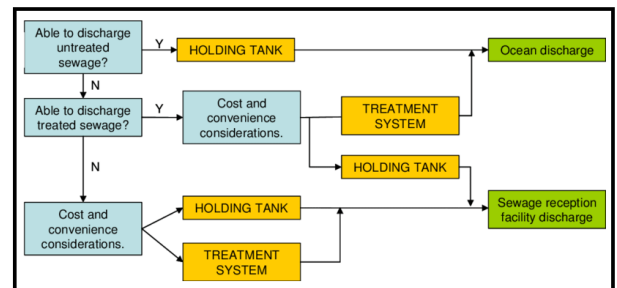 Able to discharge
untreated
sewage?
Y
HOLDING TANK
Ocean discharge
N
Able to discharge
treated sewage?
Y
Cost and
convenience
considerations.
TREATMENT
SYSTEM
HOLDING TANK
N
Cost and
convenience
considerations.
HOLDING TANK
TREATMENT
SYSTEM
Sewage reception
facility discharge